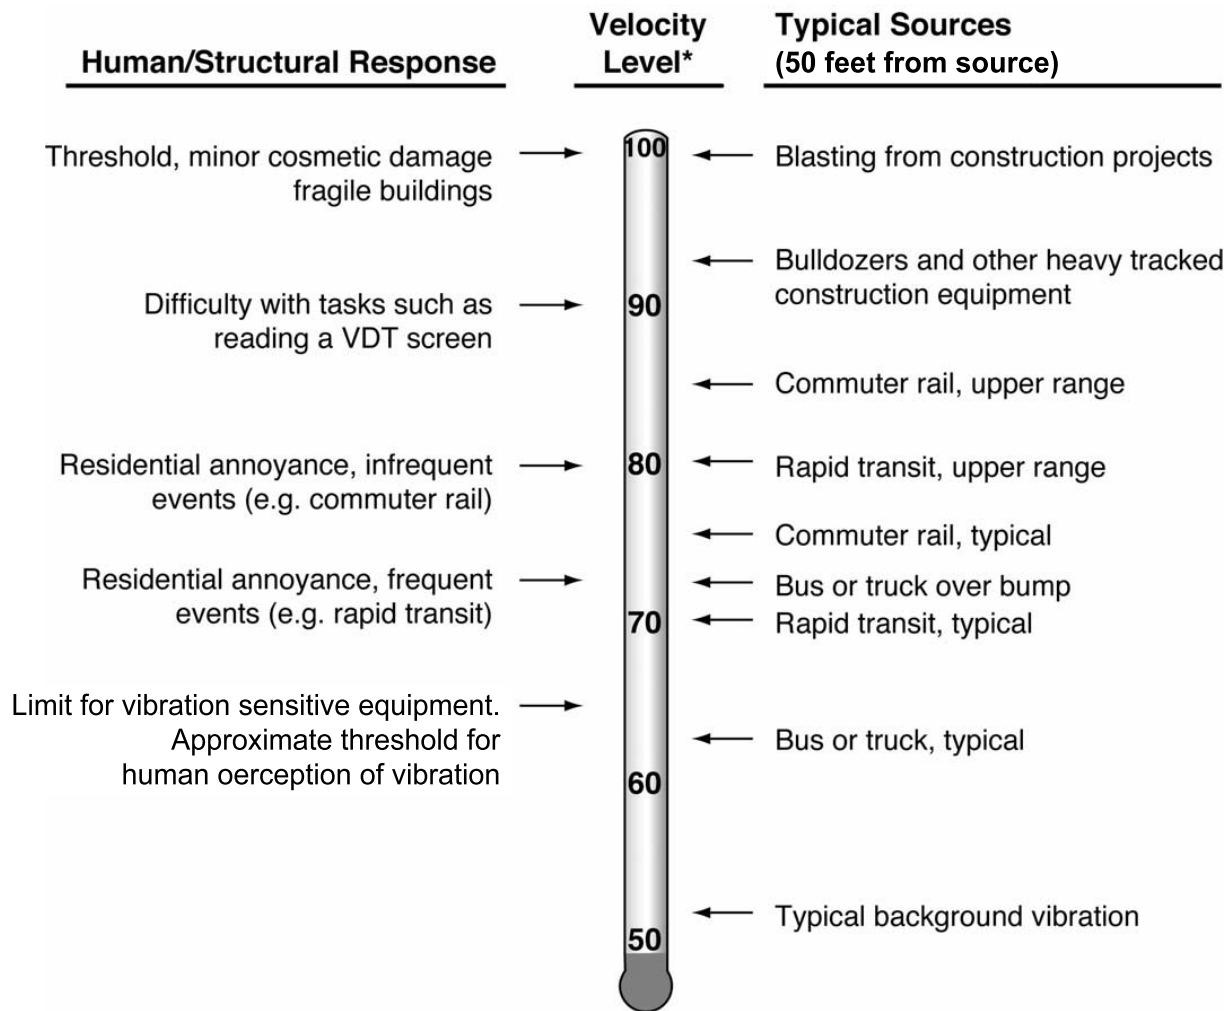 Human/Structural Response
Velocity
Level*
Typical Sources
(50 feet from source)
Threshold, minor cosmetic damage
fragile buildings
Difficulty with tasks such as
reading a VDT screen
Residential annoyance, infrequent
events (e.g. commuter rail)
Residential annoyance, frequent
events (e.g. rapid transit)
Limit for vibration sensitive equipment.
Approximate threshold for
human oerception of vibration
100
90
80
70
60
50
Blasting from construction projects
Bulldozers and other heavy tracked
construction equipment
Commuter rail, upper range
Rapid transit, upper range
Commuter rail, typical
Bus or truck over bump
Rapid transit, typical
Bus or truck, typical
Typical background vibration